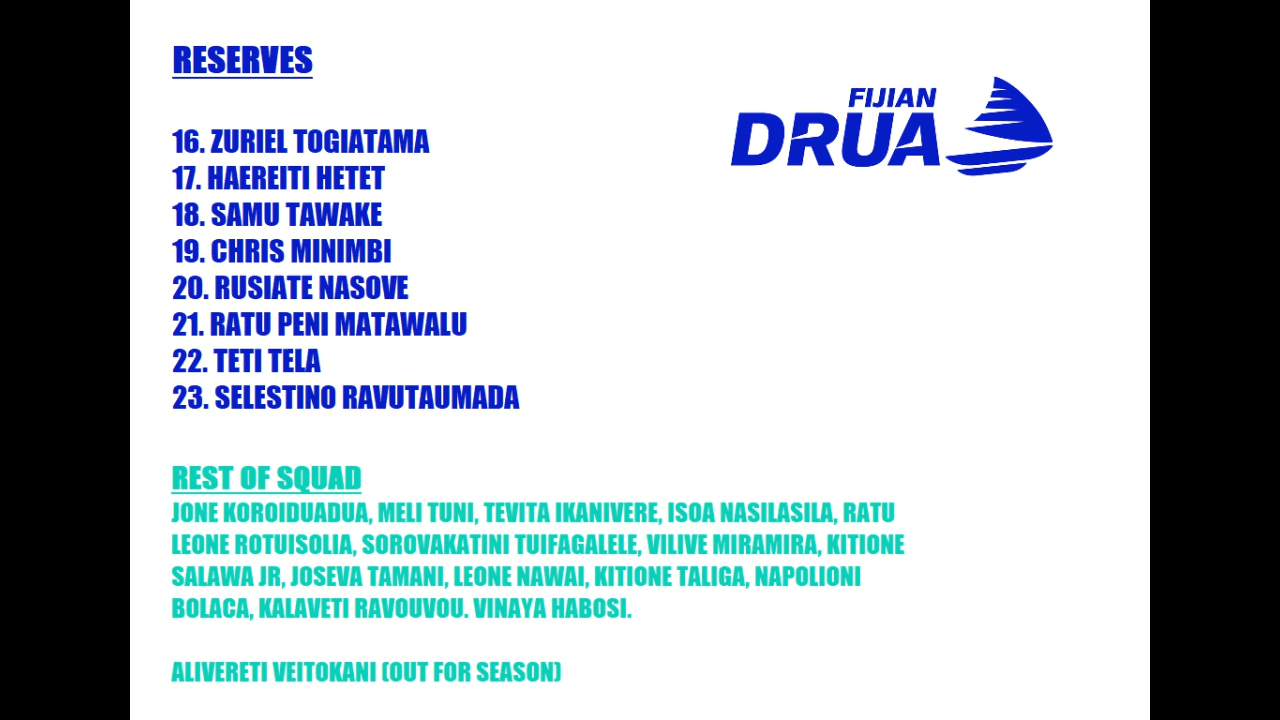 RESERVES
FIJIAN
DRUA
16. ZURIEL TOGIATAMA
17. HAEREITI HETET
18. SAMU TAWAKE
19. CHRIS MINIMBI
20. RUSIATE NASOVE
21. RATU PENI MATAWALU
22. TETI TELA
23. SELESTINO RAVUTAUMADA
REST OF SQUAD
JONE KOROIDUADUA, MELI TUNI, TEVITA IKANIVERE, ISOA NASILASILA, RATU
LEONE ROTUISOLIA, SOROVAKATINI TUIFAGALELE, VILIVE MIRAMIRA, KITIONE
SALAWA JR, JOSEVA TAMANI, LEONE NAWAI, KITIONE TALIGA, NAPOLIONI
BOLACA, KALAVETI RAVOUVOU. VINAYA HABOSI.
ALIVERETI VEITOKANI (OUT FOR SEASON)